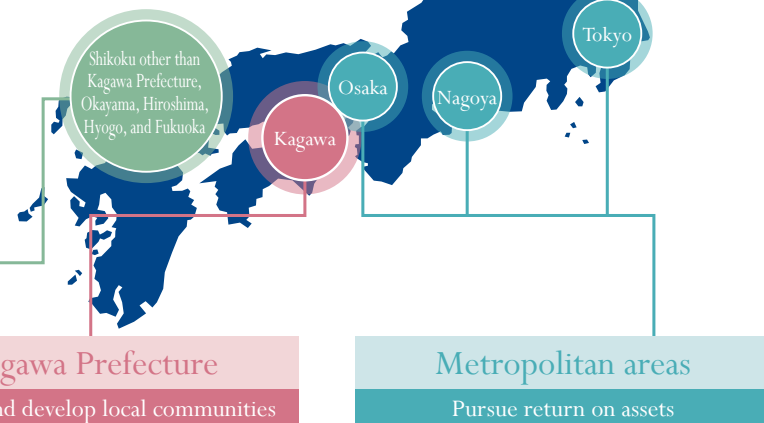 Tokyo
Shikoku other than
Kagawa Prefecture,
Okayama, Hiroshima,
Hyogo, and Fukuoka
Osaka
Nagoya
Kagawa
gawa Prefecture
Metropolitan areas
nd develop local communities
Pursue return on assets